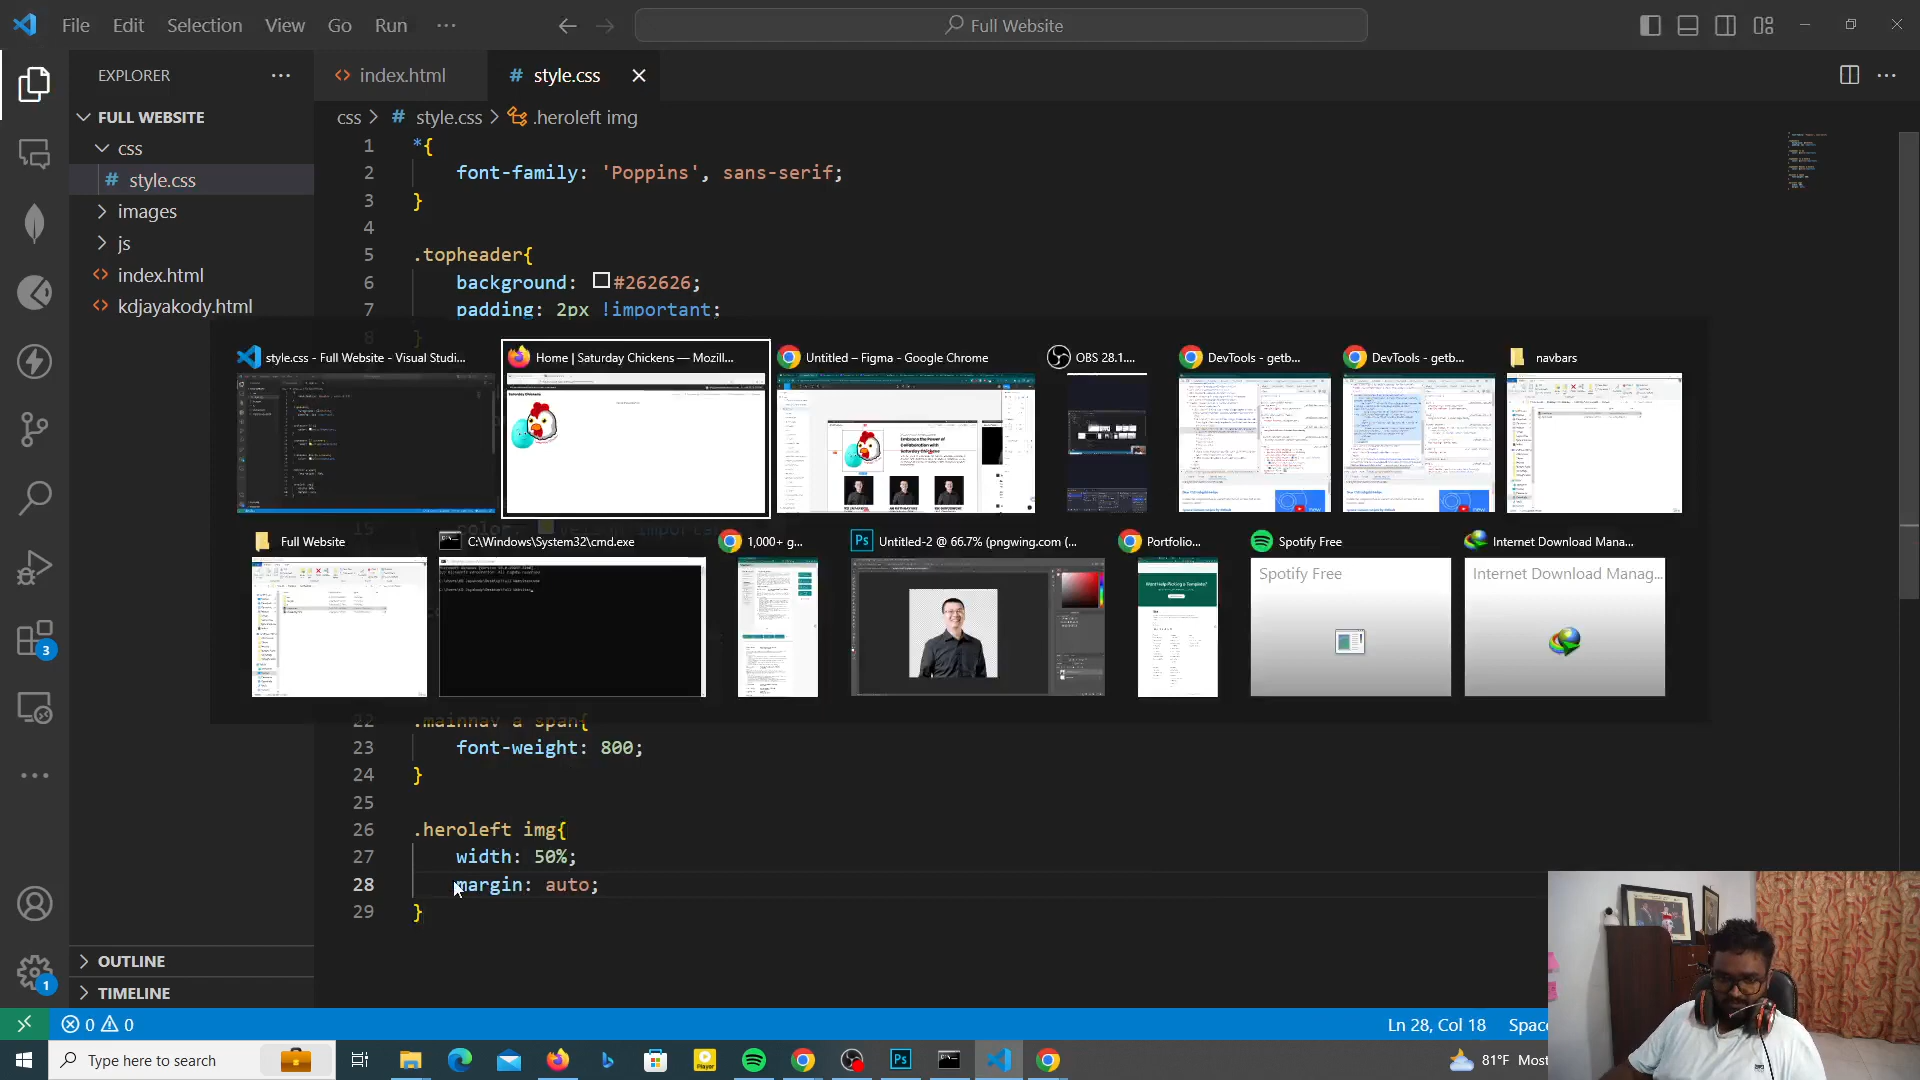 File Edit Selection View Go Run ···
Full Website
EXPLORER
index.html
# style.css
FULL WEBSITE
css
# style.css
images
js
index.html
kdjayakody.html
css > # style.css > .heroleft img
1 *{
2 font-family: 'Poppins', sans-serif;
3 }
4
5 .topheader{
6 background: #262626;
7 padding: 2px !important;
8 }
style.css - Full Website - Visual Studi...
Home | Saturday Chickens — Mozill...
Untitled – Figma - Google Chrome
OBS 28.1....
DevTools - getb...
DevTools - getb...
navbars
Full Website
C:\Windows\System32\cmd.exe
1,000+ g...
Untitled-2 @ 66.7% (pngwing.com (...
Portfolio...
Spotify Free
Internet Download Mana...
Spotify Free
Internet Download Manag...
22 .mainnav a span{
23 font-weight: 800;
24 }
25
26 .heroleft img{
27 width: 50%;
28 margin: auto;
29 }
3
1
OUTLINE
TIMELINE
0 0
Ln 28, Col 18
Type here to search
81°F